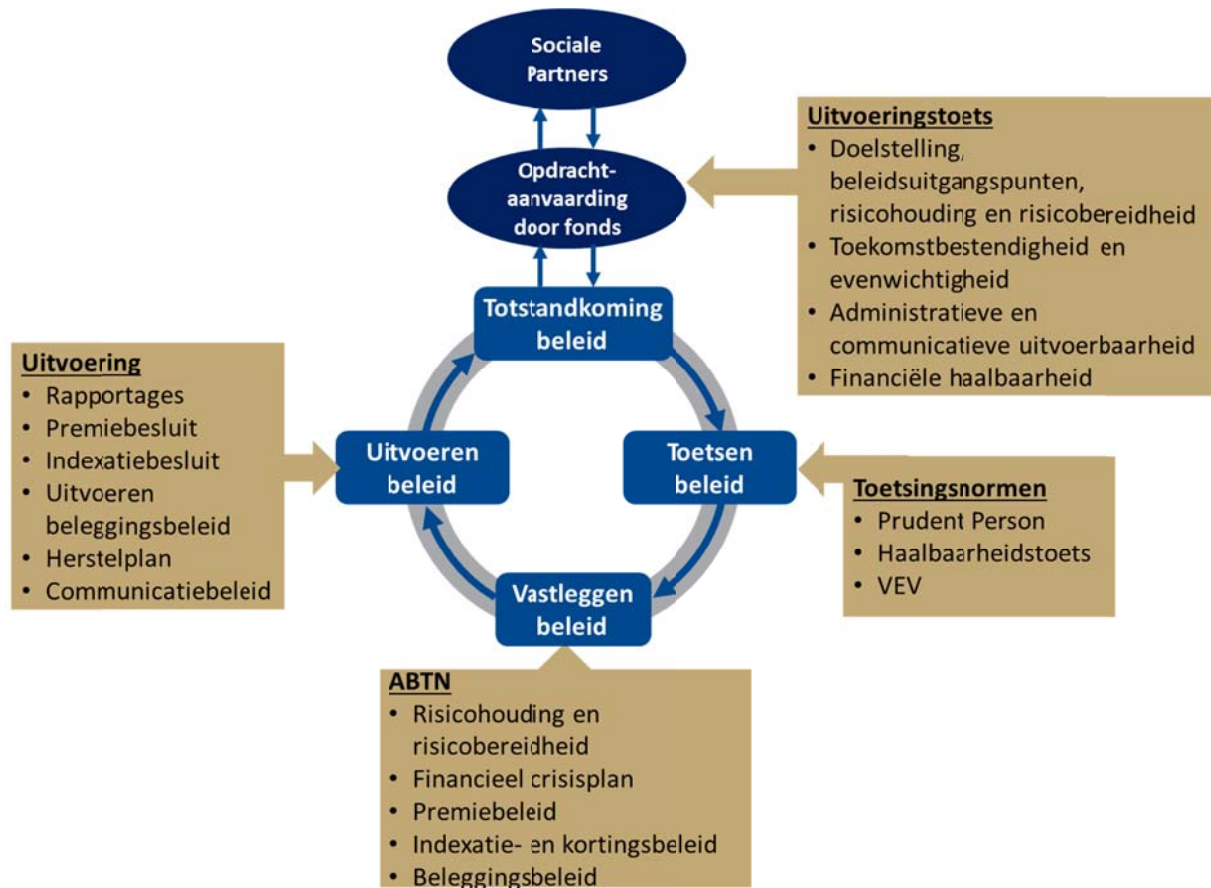 Sociale
Partners
Opdracht-
aanvaarding
door fonds
Uitvoeringstoets
• Doelstelling,
beleidsuitgangspunten,
risicohouding en risicobereidheid
• Toekomstbestendigheid en
evenwichtigheid
• Administratieve en
communicatieve uitvoerbaarheid
• Financiële haalbaarheid
Totstandkoming
beleid
Uitvoering
• Rapportages
• Premiebesluit
• Indexatiebesluit
• Uitvoeren
beleggingsbeleid
• Herstelplan
• Communicatiebeleid
Uitvoeren
beleid
Toetsen
beleid
Toetsingsnormen
• Prudent Person
• Haalbaarheidstoets
• VEV
Vastleggen
beleid
ABTN
• Risicohouding en
risicobereidheid
• Financieel crisisplan
• Premiebeleid
• Indexatie- en kortingsbeleid
• Beleggingsbeleid